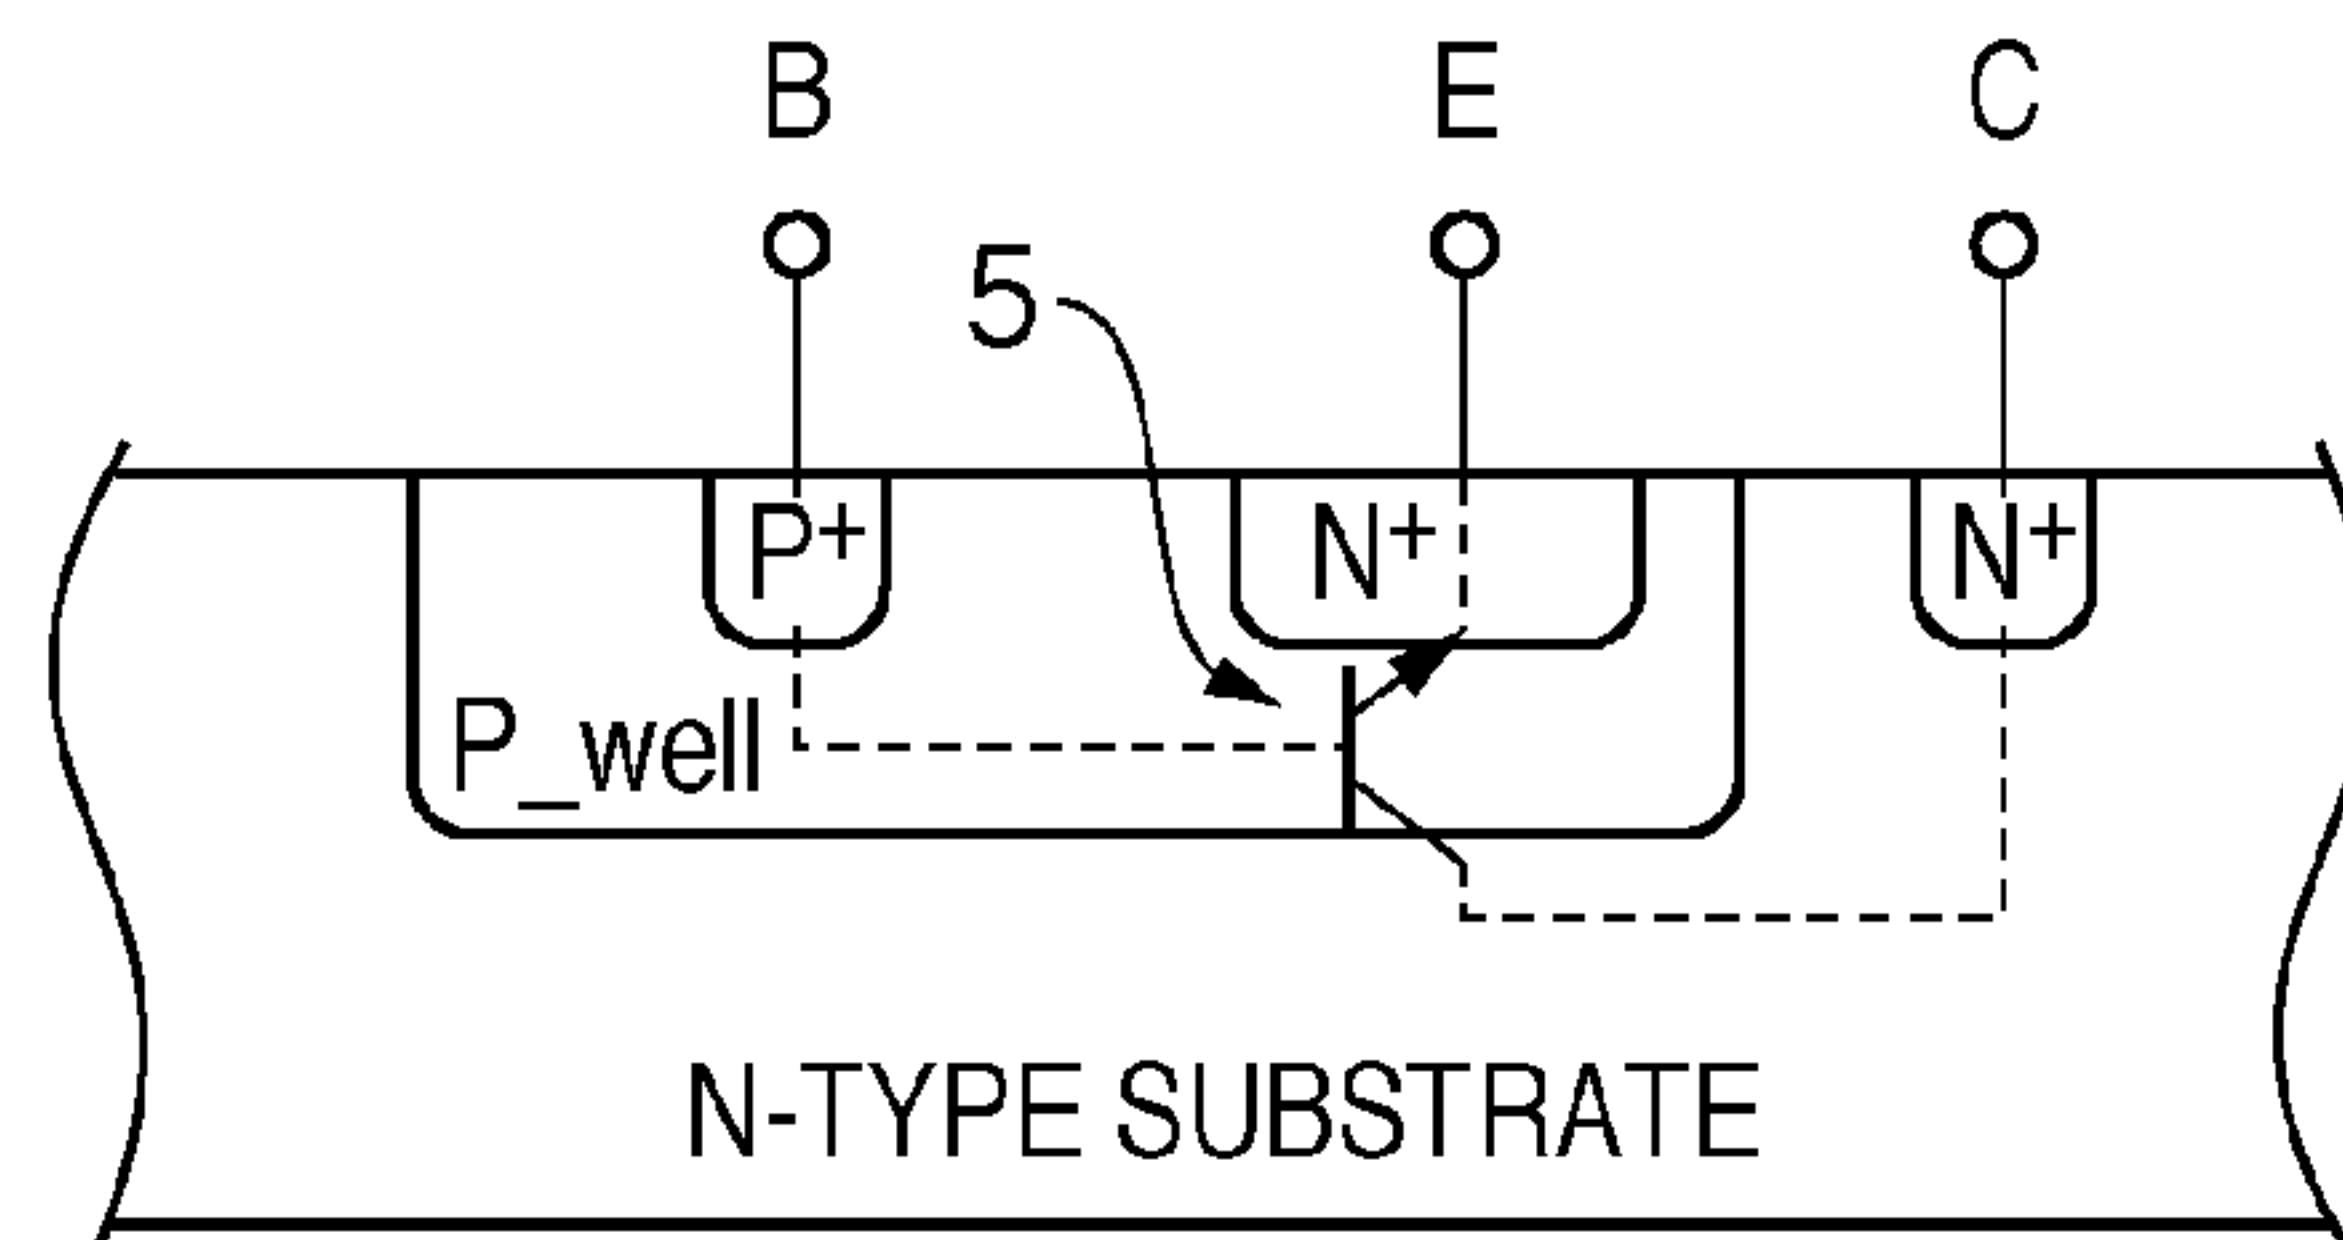 B E C
5
P+ N+ N+
P_well
N-TYPE SUBSTRATE